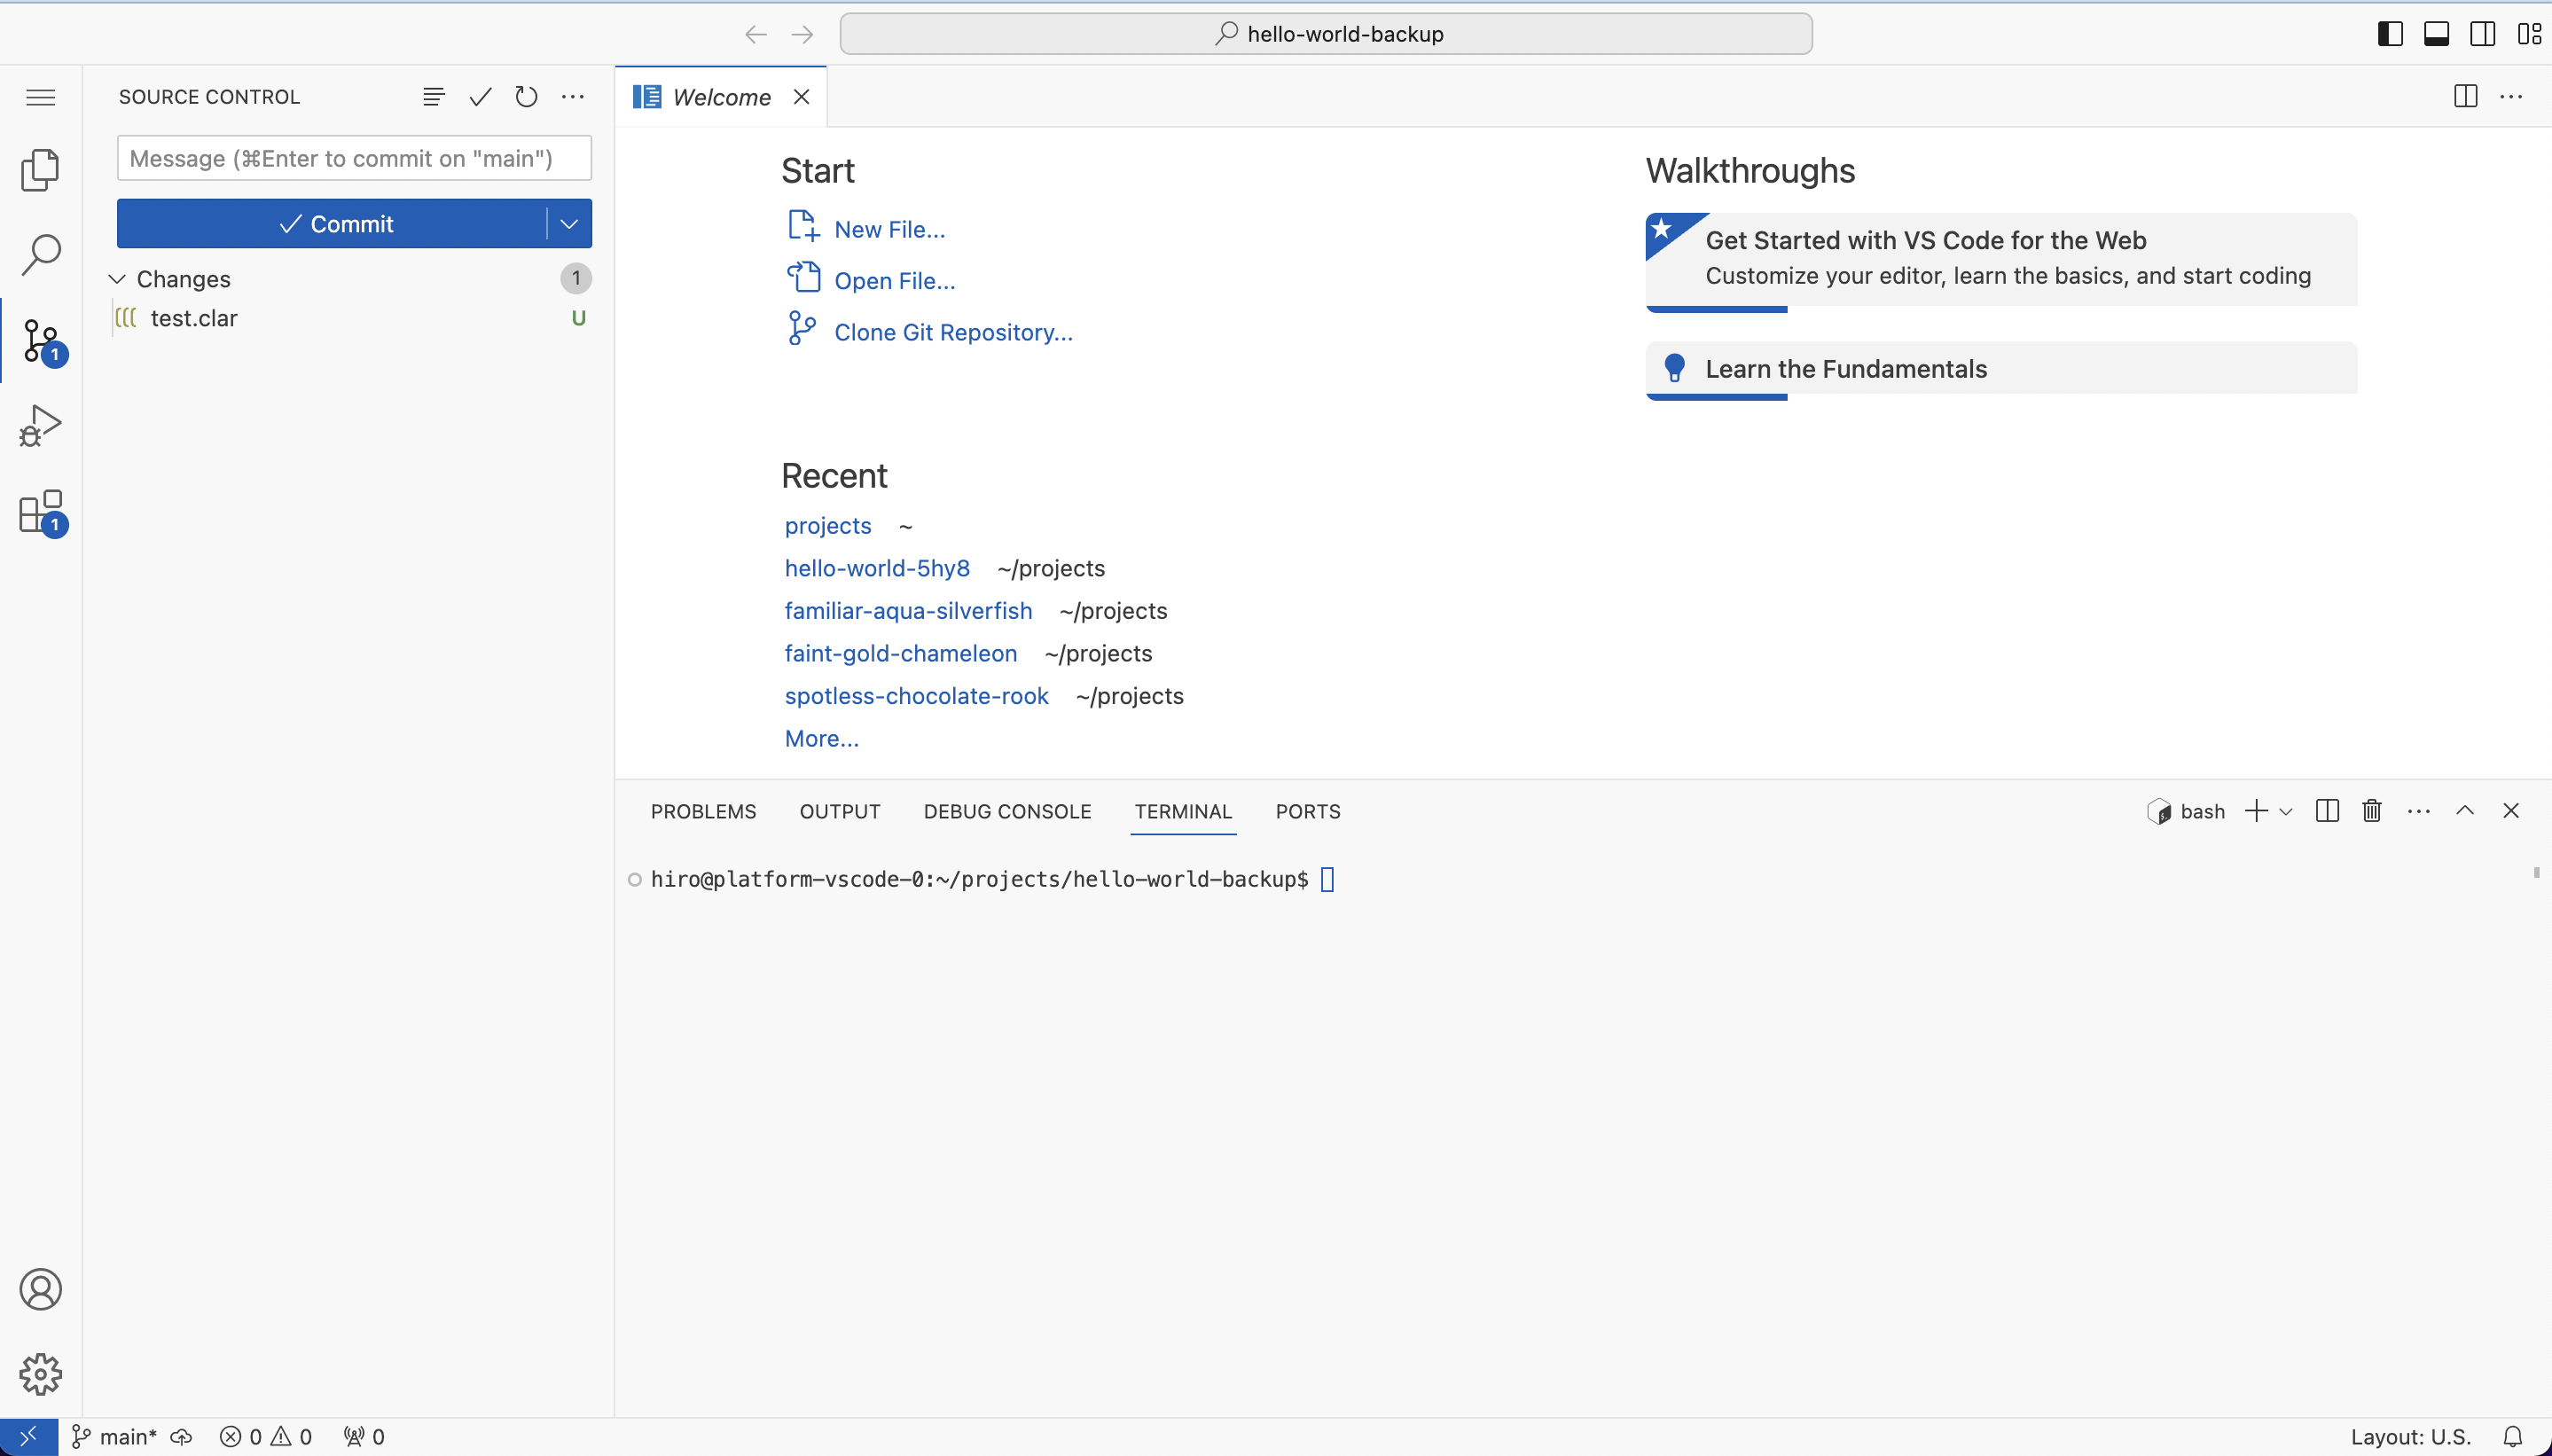 hello-world-backup
SOURCE CONTROL
Message (⌘Enter to commit on "main")
Commit
Changes 1
test.clar U
1
1
Welcome
Start
New File...
Open File...
Clone Git Repository...
Recent
projects ~
hello-world-5hy8 ~/projects
familiar-aqua-silverfish ~/projects
faint-gold-chameleon ~/projects
spotless-chocolate-rook ~/projects
More...
Walkthroughs
Get Started with VS Code for the Web
Customize your editor, learn the basics, and start coding
Learn the Fundamentals
PROBLEMS OUTPUT DEBUG CONSOLE TERMINAL PORTS bash
hiro@platform-vscode-0:~/projects/hello-world-backup$
main* 0 0 0 Layout: U.S.